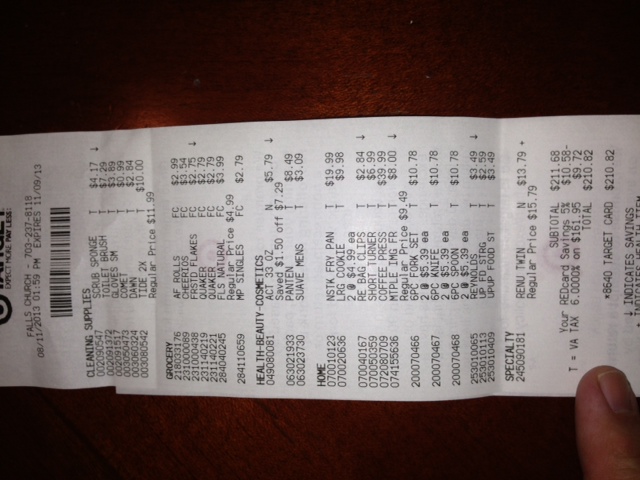 TARGET
EXPECT MORE. PAY LESS.
FALLS CHURCH - 703-237-8118
08/11/2013 01:59 PM EXPIRES 11/09/13
CLEANING SUPPLIES
002090547 SCRUB SPONGE T $4.17 ↓
002091372 TOILET BRUSH T $7.29
002091517 GLOVES SM T $3.89
003050473 COMET T $0.99
003060324 DAWN T $2.84
003080542 TIDE 2X T $10.00
Regular Price $11.99
GROCERY
218033176 AF ROLLS FC $2.99
231000089 CHEERIOS FC $3.54
231000438 FRSTD FLAKES FC $2.75 ↓
231140219 QUAKER FC $2.79
231140221 QUAKER FC $2.79
284040245 FLS NATURAL FC $3.99
Regular Price $4.99
284110659 MP SINGLES FC $2.79
HEALTH-BEAUTY-COSMETICS
049080081 ACT 33 OZ N $5.79 ↓
Saved $1.50 off $7.29
063021933 PANTEN T $8.49
063023730 SUAVE MENS T $3.09
HOME
070010123 NSTK FRY PAN T $19.99
070020636 LRG COOKIE T $9.98
2 @ $4.99 ea
070040167 RE BAG CLIPS T $2.84 ↓
070050359 SHORT TURNER T $6.99
072080709 COFFEE PRESS T $39.99
074155636 MTPLE IMG FR T $8.00 ↓
Regular Price $9.49
200070466 6PC FORK SET T $10.78
2 @ $5.39 ea
200070467 6PC KNIFE T $10.78
2 @ $5.39 ea
200070468 6PC SPOON T $10.78
2 @ $5.39 ea
253010065 REYNOLDS T $3.49 ↓
253010113 UP FD STRG T $2.59
253010409 UPUP FOOD ST T $3.49
SPECIALTY
245090181 RENU TWIN N $13.79 +
Regular Price $15.79
SUBTOTAL $211.68
Your REDcard Savings 5% $10.58-
T = VA TAX 6.0000% on $161.95 $9.72
TOTAL $210.82
*8640 TARGET CARD $210.82
↓ INDICATES SAVINGS
+ INDICATES HEALTH ITEM